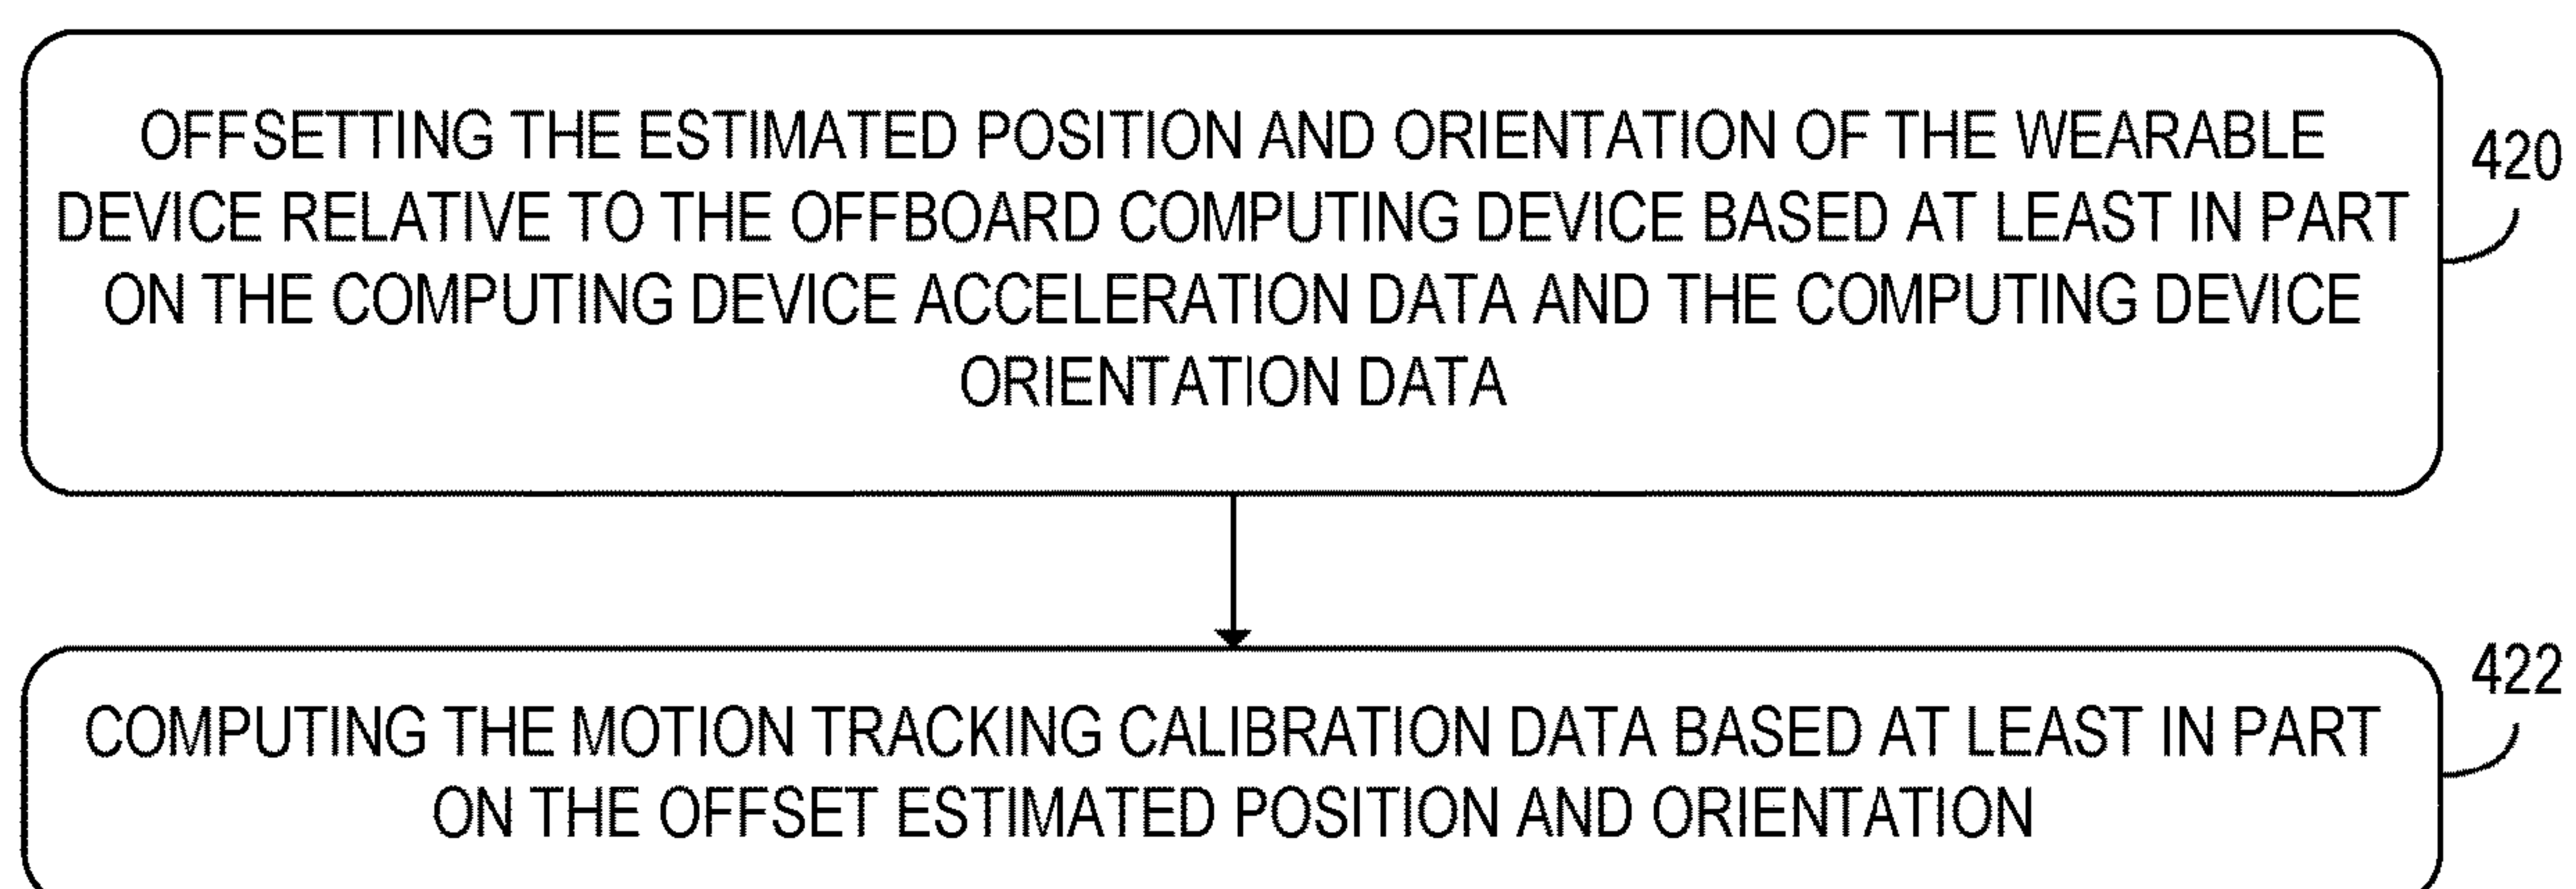 OFFSETTING THE ESTIMATED POSITION AND ORIENTATION OF THE WEARABLE
DEVICE RELATIVE TO THE OFFBOARD COMPUTING DEVICE BASED AT LEAST IN PART
ON THE COMPUTING DEVICE ACCELERATION DATA AND THE COMPUTING DEVICE
ORIENTATION DATA
420
COMPUTING THE MOTION TRACKING CALIBRATION DATA BASED AT LEAST IN PART
ON THE OFFSET ESTIMATED POSITION AND ORIENTATION
422